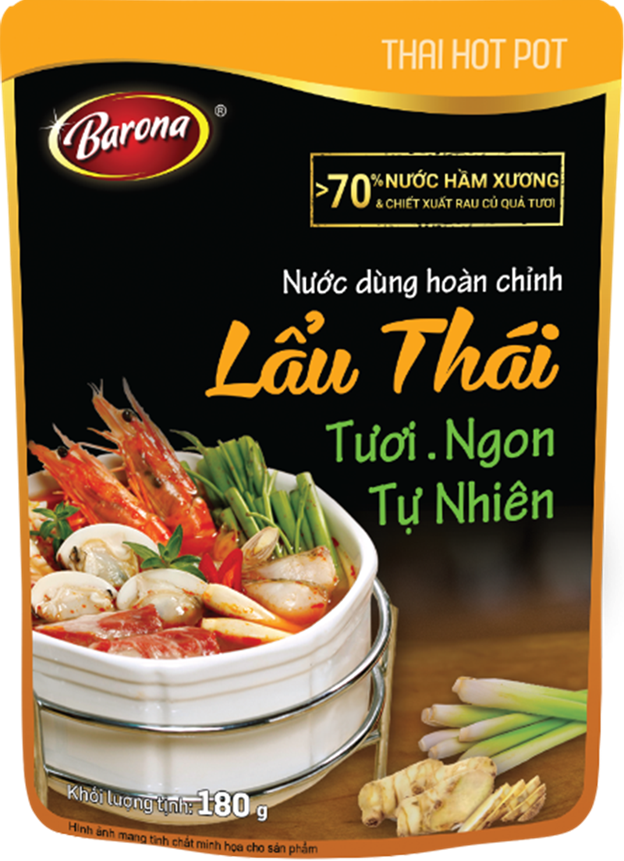 THAI HOT POT
Barona ®
>70% NƯỚC HẦM XƯƠNG
& CHIẾT XUẤT RAU CỦ QUẢ TƯƠI
Nước dùng hoàn chỉnh
Lẩu Thái
Tươi . Ngon
Tự Nhiên
Khối lượng tịnh: 180 g
Hình ảnh mang tính chất minh họa cho sản phẩm